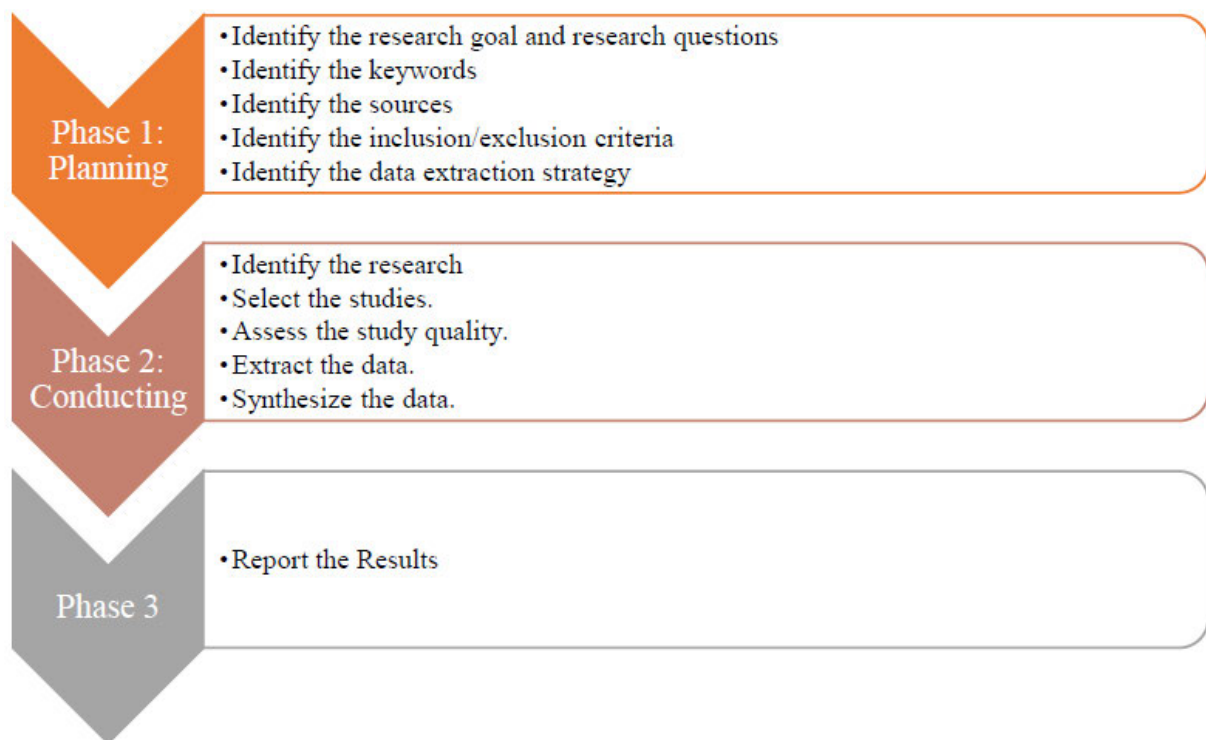 Phase 1:
Planning
•Identify the research goal and research questions
•Identify the keywords
•Identify the sources
•Identify the inclusion/exclusion criteria
•Identify the data extraction strategy
Phase 2:
Conducting
•Identify the research
•Select the studies.
•Assess the study quality.
•Extract the data.
•Synthesize the data.
Phase 3
•Report the Results